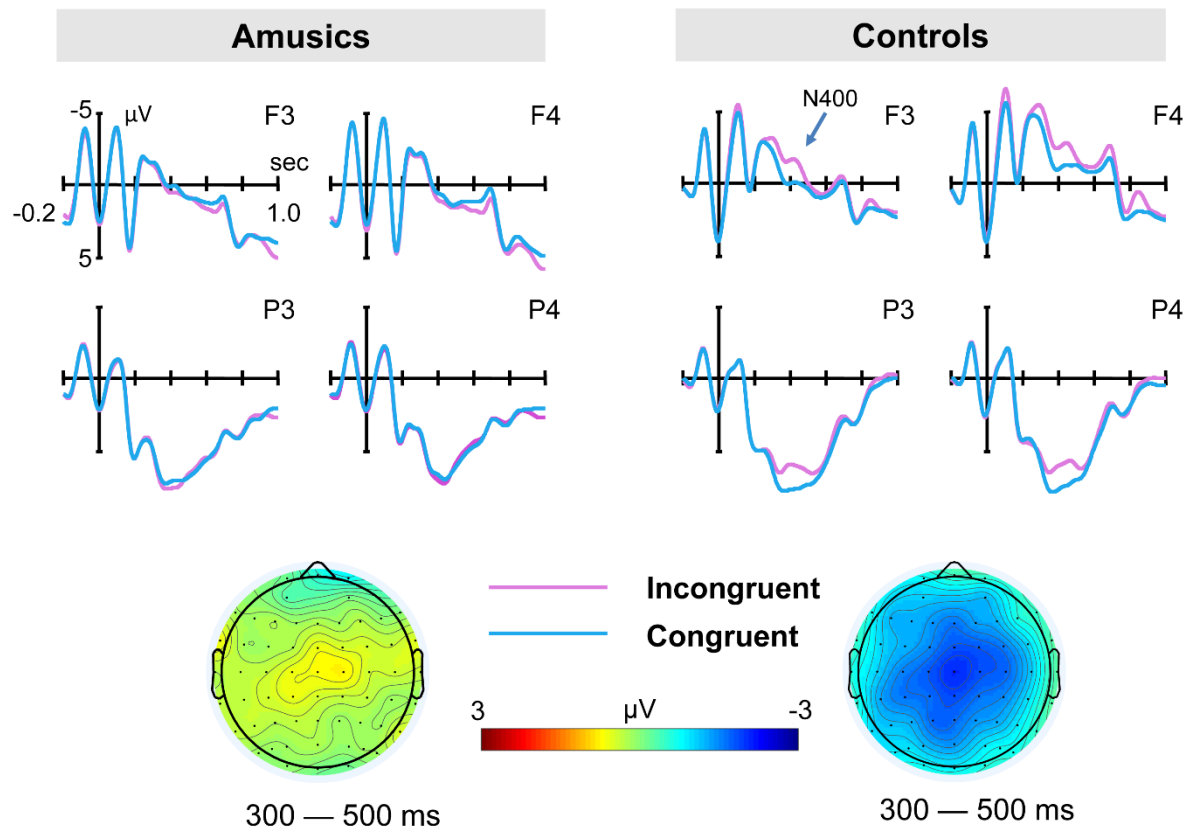 Amusics
Controls
-5
µV
F3
F4
sec
-0.2
1.0
5
N400
F3
F4
P3
P4
P3
P4
Incongruent
Congruent
3
µV
-3
300 — 500 ms
300 — 500 ms